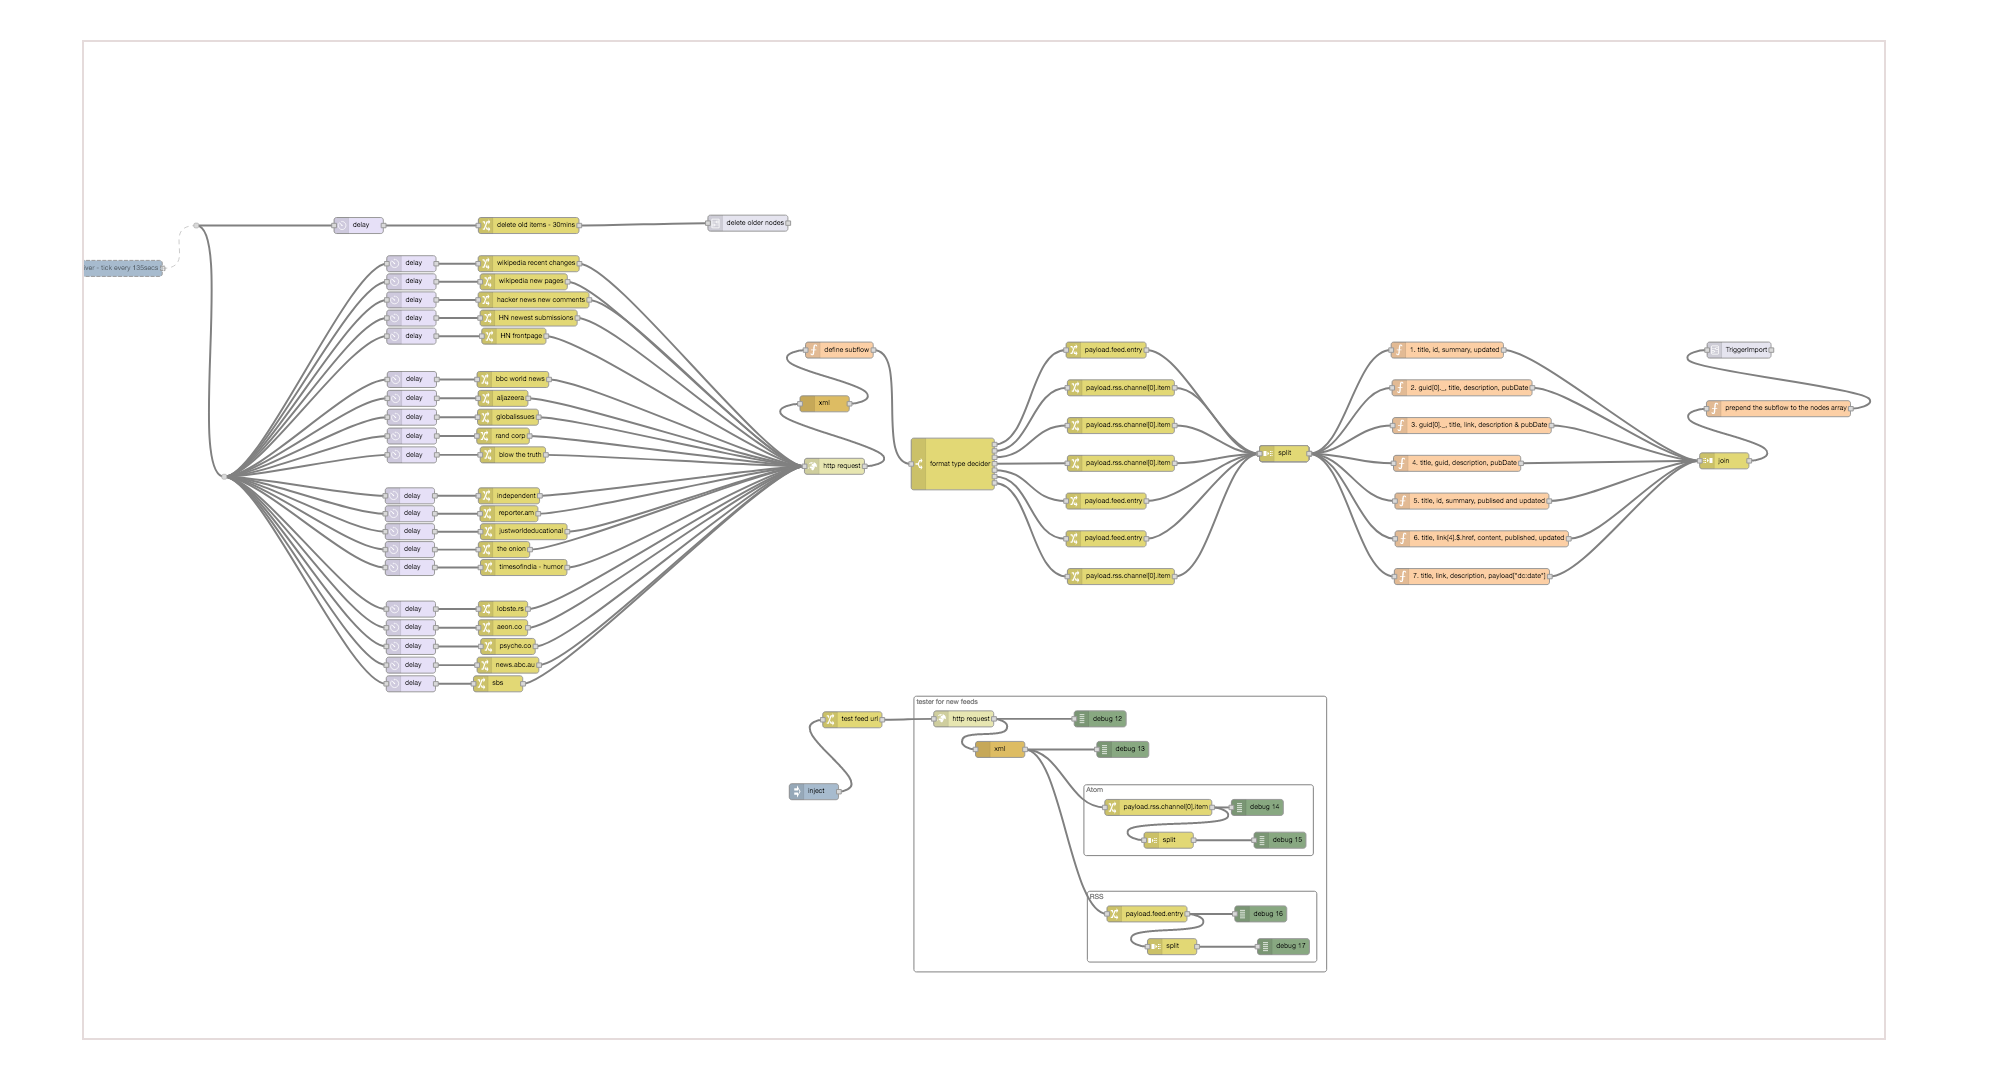 delay
delete old items - 30mins
delete older nodes
iver - tick every 135secs
delay
wikipedia recent changes
delay
wikipedia new pages
delay
hacker news new comments
delay
HN newest submissions
delay
HN frontpage
delay
bbc world news
delay
aljazeera
delay
globalissues
delay
rand corp
delay
blow the truth
delay
independent
delay
reporter.am
delay
justworldeducational
delay
the onion
delay
timesofindia - humor
delay
lobste.rs
delay
aeon.co
delay
psyche.co
delay
news.abc.au
delay
sbs
define subflow
xml
http request
format type decider
payload.feed.entry
payload.rss.channel[0].item
payload.rss.channel[0].item
payload.rss.channel[0].item
payload.feed.entry
payload.feed.entry
payload.rss.channel[0].item
split
1. title, id, summary, updated
2. guid[0]._, title, description, pubDate
3. guid[0]._, title, link, description & pubDate
4. title, guid, description, pubDate
5. title, id, summary, publised and updated
6. title, link[4].$.href, content, published, updated
7. title, link, description, payload["dc:date"]
TriggerImport
prepend the subflow to the nodes array
join
inject
test feed url
tester for new feeds
http request
debug 12
xml
debug 13
Atom
payload.rss.channel[0].item
debug 14
split
debug 15
RSS
payload.feed.entry
debug 16
split
debug 17